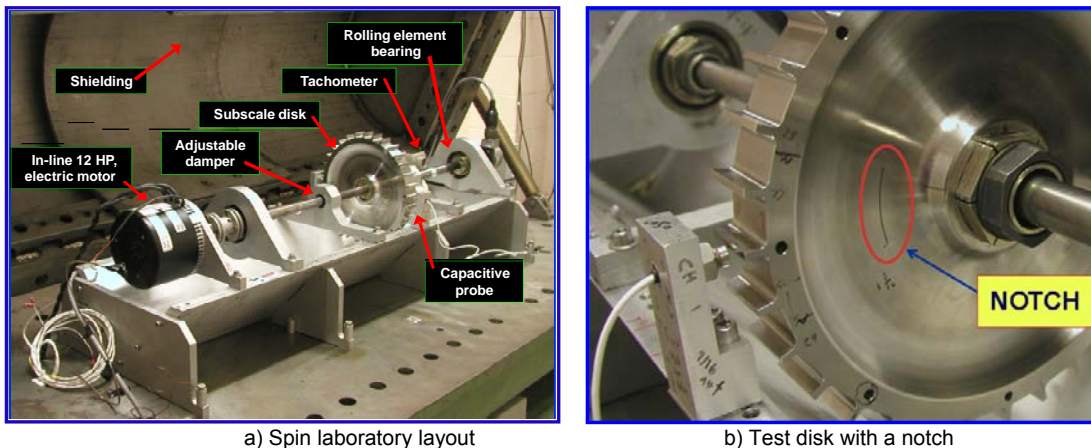 Shielding
Rolling element
bearing
Tachometer
Subscale disk
Adjustable
damper
In-line 12 HP,
electric motor
Capacitive
probe
NOTCH
CH 1
a) Spin laboratory layout
b) Test disk with a notch